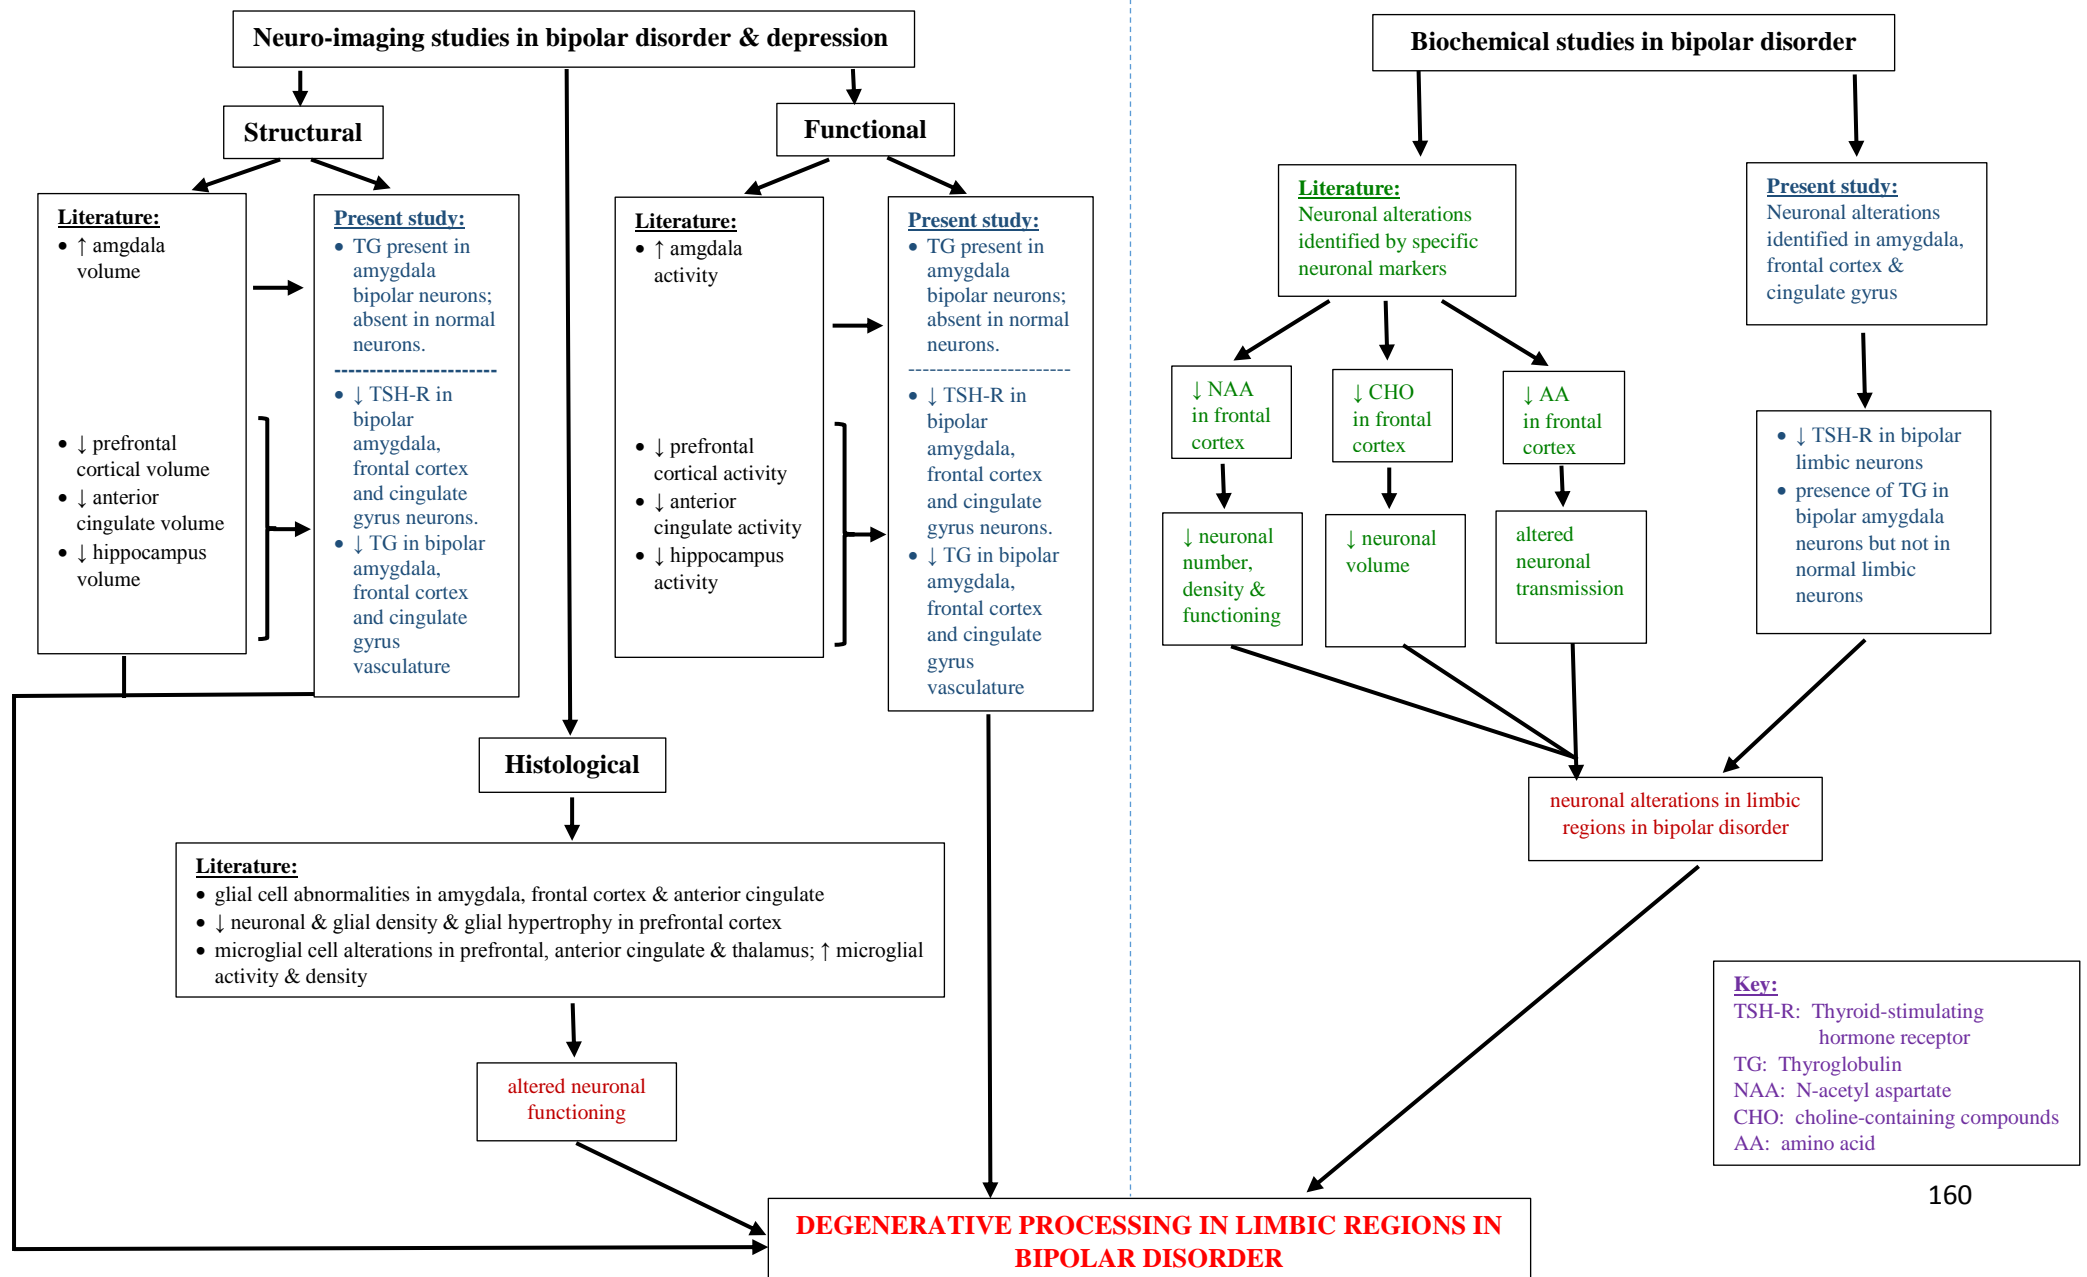 Neuro-imaging studies in bipolar disorder & depression
Structural
Literature:
• ↑ amgdala
volume
• ↓ prefrontal
cortical volume
• ↓ anterior
cingulate volume
• ↓ hippocampus
volume
Present study:
• TG present in
amygdala
bipolar neurons;
absent in normal
neurons.
• ↓ TSH-R in
bipolar
amygdala,
frontal cortex
and cingulate
gyrus neurons.
• ↓ TG in bipolar
amygdala,
frontal cortex
and cingulate
gyrus
vasculature
Functional
Literature:
• ↑ amgdala
activity
• ↓ prefrontal
cortical activity
• ↓ anterior
cingulate activity
• ↓ hippocampus
activity
Present study:
• TG present in
amygdala
bipolar neurons;
absent in normal
neurons.
• ↓ TSH-R in
bipolar
amygdala,
frontal cortex
and cingulate
gyrus neurons.
• ↓ TG in bipolar
amygdala,
frontal cortex
and cingulate
gyrus
vasculature
Histological
Literature:
• glial cell abnormalities in amygdala, frontal cortex & anterior cingulate
• ↓ neuronal & glial density & glial hypertrophy in prefrontal cortex
• microglial cell alterations in prefrontal, anterior cingulate & thalamus; ↑ microglial
activity & density
altered neuronal
functioning
Biochemical studies in bipolar disorder
Literature:
Neuronal alterations
identified by specific
neuronal markers
↓ NAA
in frontal
cortex
↓ CHO
in frontal
cortex
↓ AA
in frontal
cortex
↓ neuronal
number,
density &
functioning
↓ neuronal
volume
altered
neuronal
transmission
Present study:
Neuronal alterations
identified in amygdala,
frontal cortex &
cingulate gyrus
• ↓ TSH-R in bipolar
limbic neurons
• presence of TG in
bipolar amygdala
neurons but not in
normal limbic
neurons
neuronal alterations in limbic
regions in bipolar disorder
DEGENERATIVE PROCESSING IN LIMBIC REGIONS IN
BIPOLAR DISORDER
Key:
TSH-R: Thyroid-stimulating
hormone receptor
TG: Thyroglobulin
NAA: N-acetyl aspartate
CHO: choline-containing compounds
AA: amino acid
160